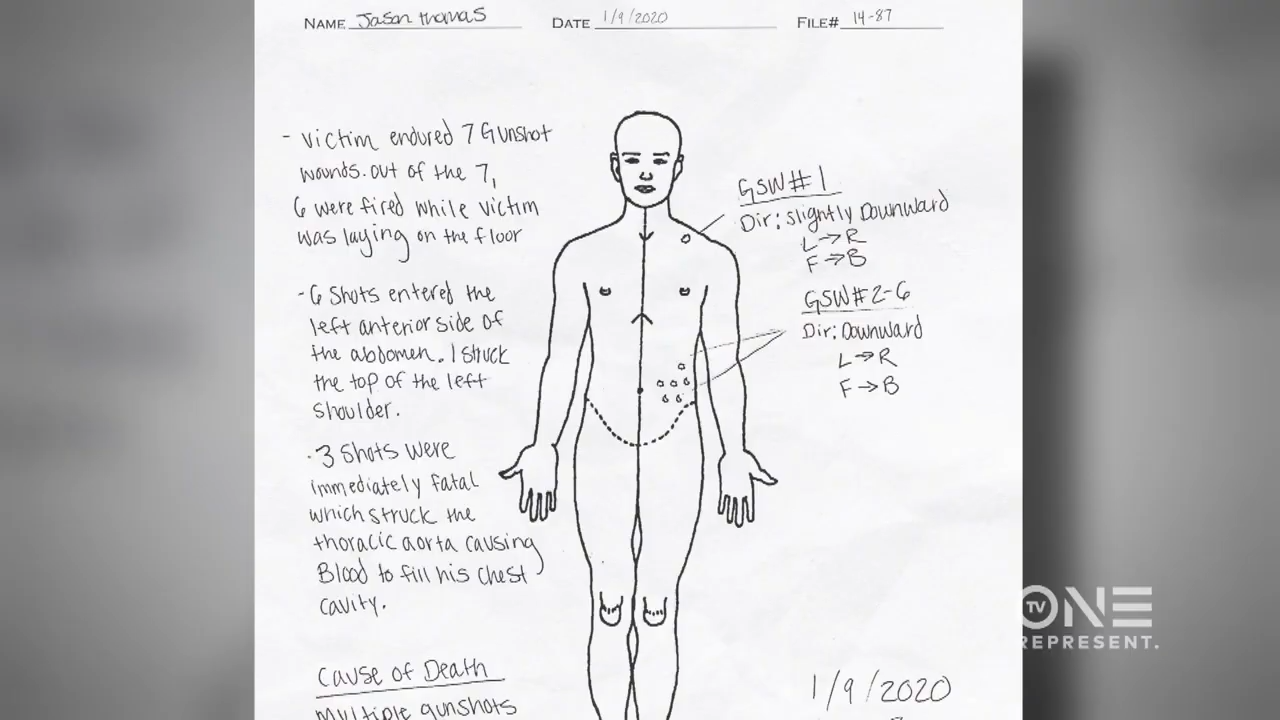 NAME Jasan thomas DATE 1/9/2020 FILE# 14-87
- victim endured 7 Gunshot
wounds. out of the 7,
6 were fired while victim
was laying on the floor
- 6 shots entered the
left anterior side of
the abdomen. 1 struck
the top of the left
shoulder.
- 3 shots were
immediately fatal
which struck the
thoracic aorta causing
Blood to fill his chest
cavity.
Cause of Death
multiple gunshots
GSW#1
Dir: slightly Downward
L→R
F→B
GSW#2-6
Dir: Downward
L→R
F→B
TV ONE
REPRESENT.
1/9/2020